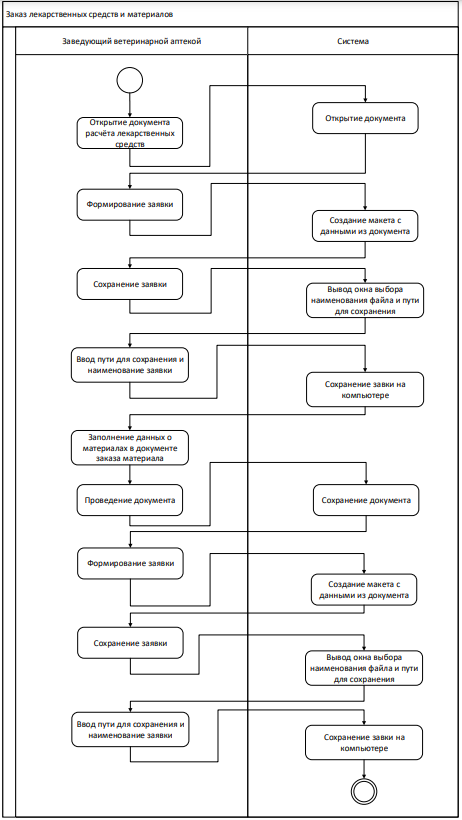 Заказ лекарственных средств и материалов
Заведующий ветеринарной аптекой
Система
Открытие документа
расчёта лекарственных
средств
Открытие документа
Формирование заявки
Создание макета с
данными из документа
Сохранение заявки
Вывод окна выбора
наименования файла и пути
для сохранения
Ввод пути для сохранения и
наименование заявки
Сохранение завки на
компьютере
Заполнение данных о
материалах в документе
заказа материала
Проведение документа
Сохранение документа
Формирование заявки
Создание макета с
данными из документа
Сохранение заявки
Вывод окна выбора
наименования файла и пути
для сохранения
Ввод пути для сохранения и
наименование заявки
Сохранение завки на
компьютере